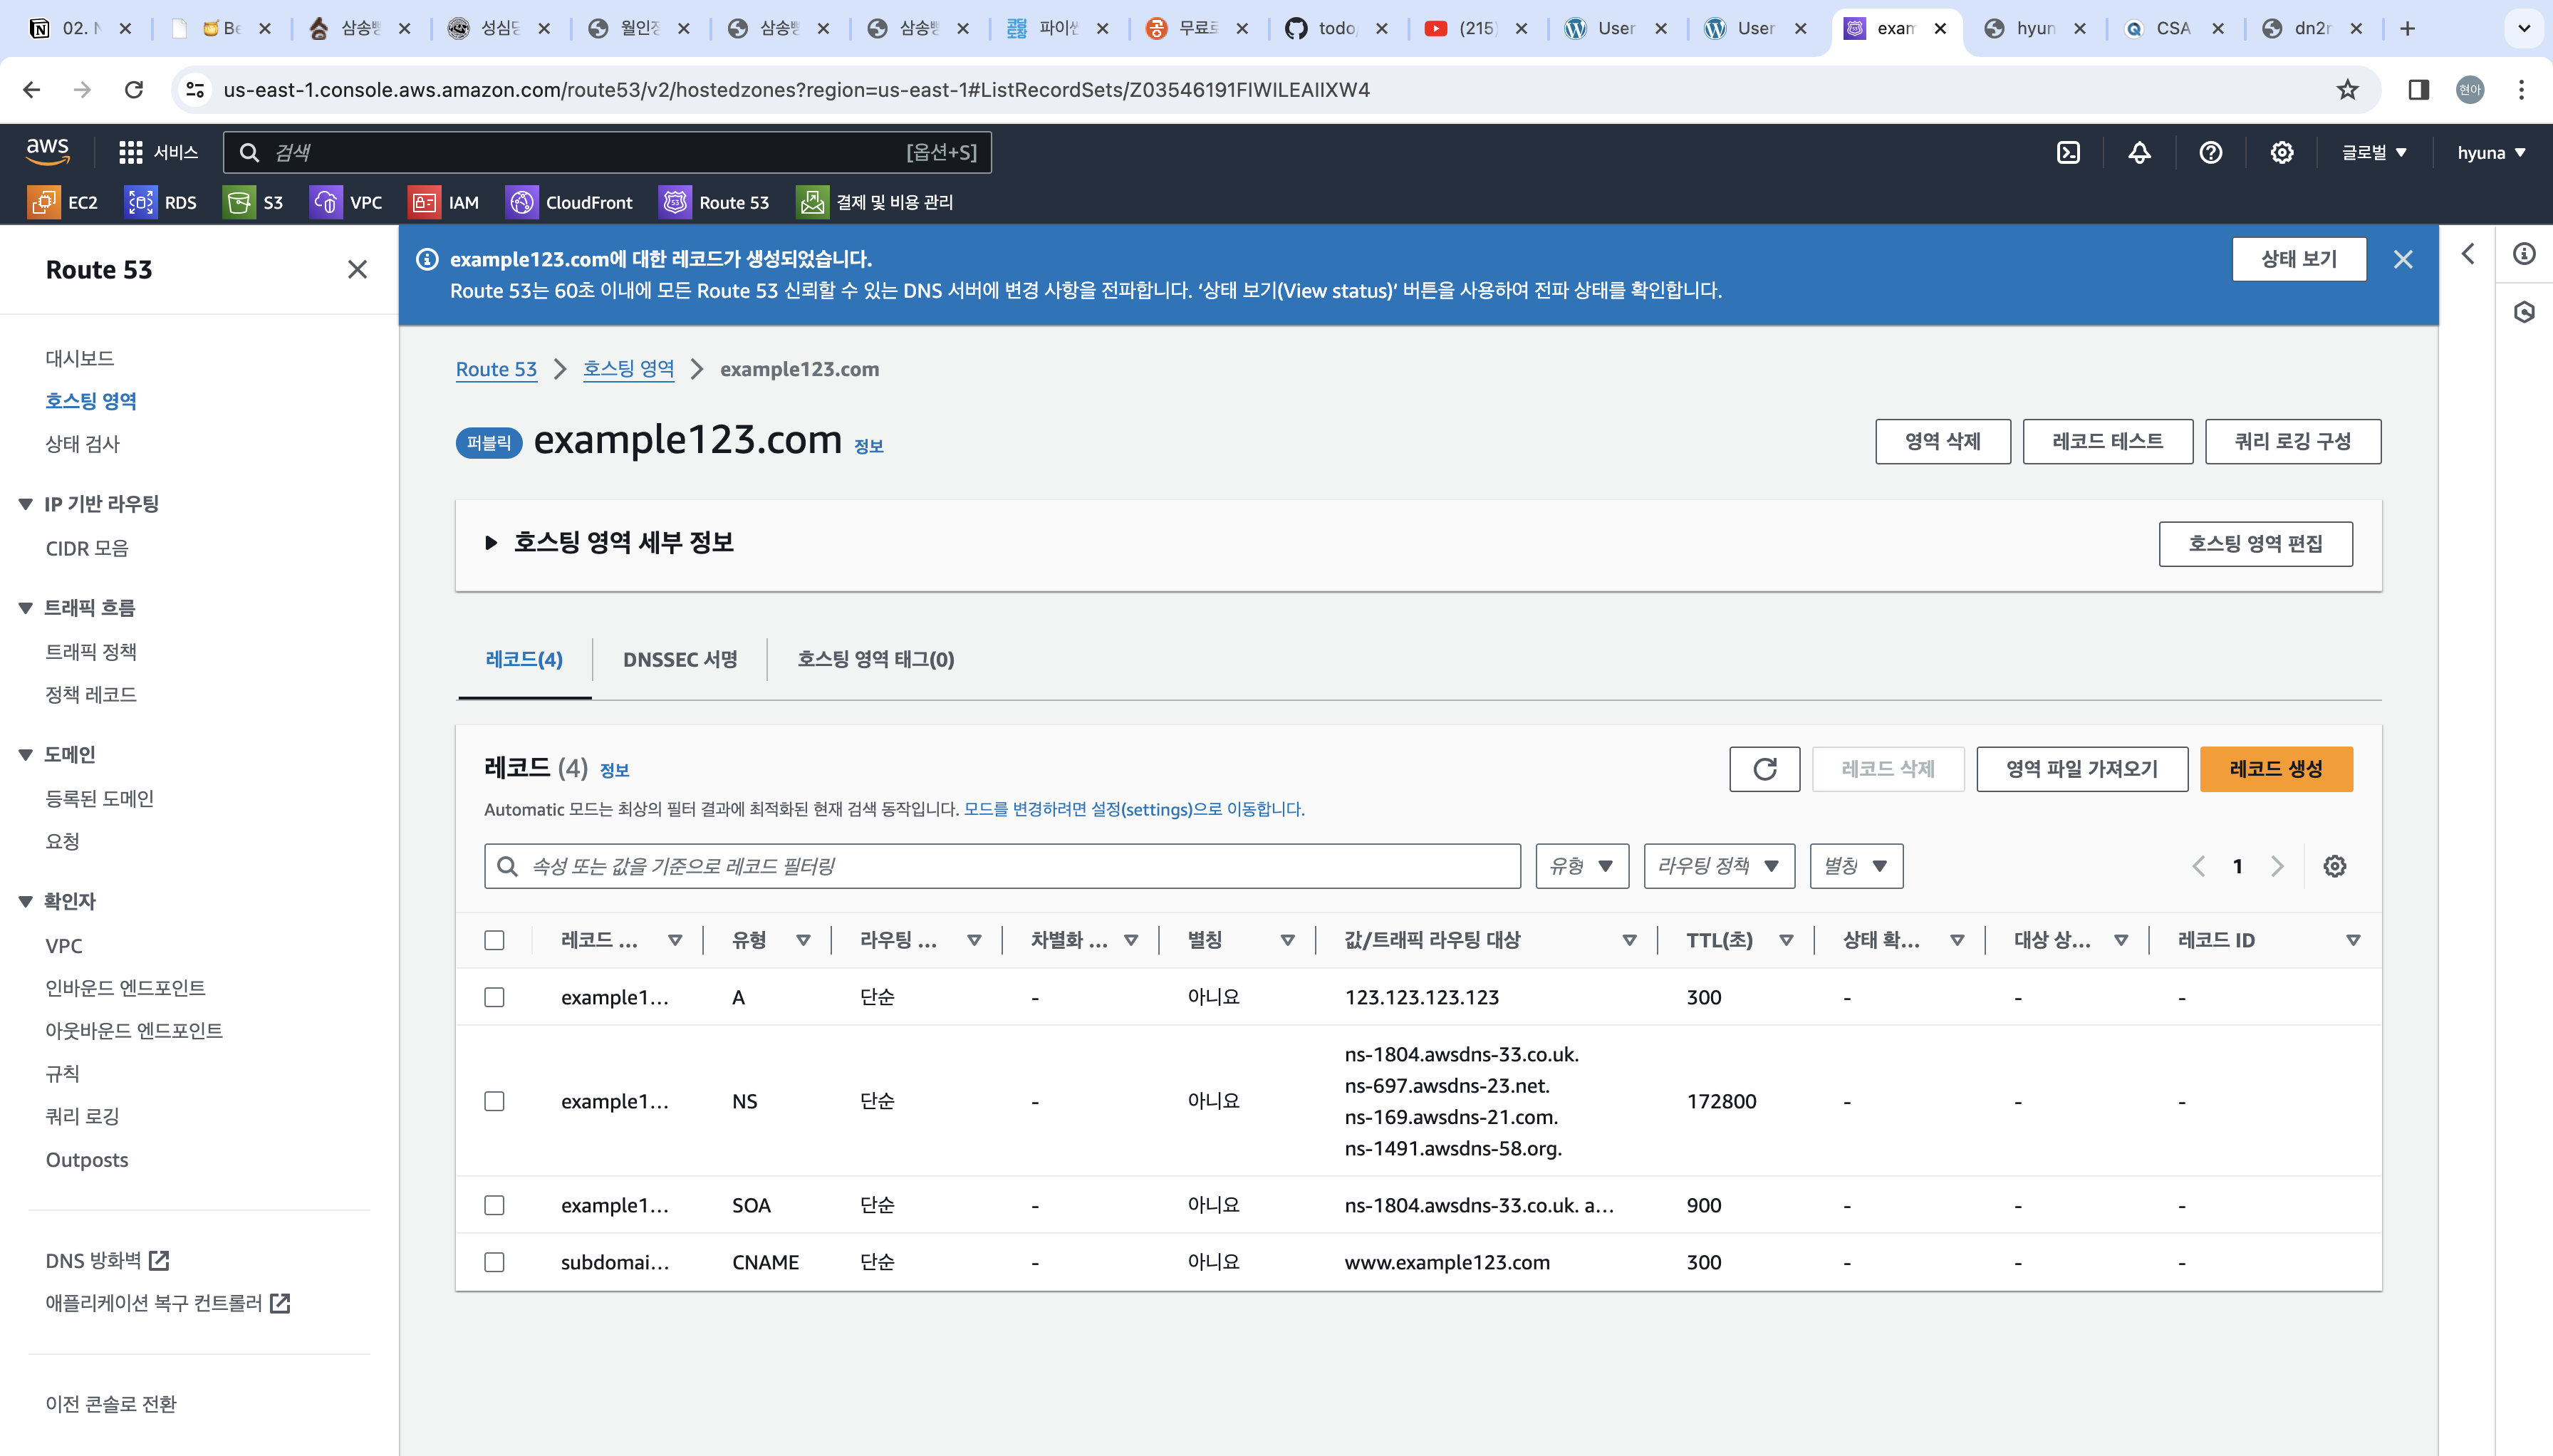 02. N
Be
삼송빵
성심당
월인정
삼송빵
삼송빵
코딩도장
파이썬
공
무료로
todo
(215)
User
User
exam
hyun
CSA
dn2r
us-east-1.console.aws.amazon.com/route53/v2/hostedzones?region=us-east-1#ListRecordSets/Z03546191FIWILEAIIXW4
현아
aws
서비스
검색
[옵션+S]
글로벌
hyuna
EC2
RDS
S3
VPC
IAM
CloudFront
Route 53
결제 및 비용 관리
Route 53
대시보드
호스팅 영역
상태 검사
IP 기반 라우팅
CIDR 모음
트래픽 흐름
트래픽 정책
정책 레코드
도메인
등록된 도메인
요청
확인자
VPC
인바운드 엔드포인트
아웃바운드 엔드포인트
규칙
쿼리 로깅
Outposts
DNS 방화벽
애플리케이션 복구 컨트롤러
이전 콘솔로 전환
example123.com에 대한 레코드가 생성되었습니다.
Route 53는 60초 이내에 모든 Route 53 신뢰할 수 있는 DNS 서버에 변경 사항을 전파합니다. ‘상태 보기(View status)’ 버튼을 사용하여 전파 상태를 확인합니다.
상태 보기
Route 53 호스팅 영역 example123.com
퍼블릭 example123.com 정보
영역 삭제
레코드 테스트
쿼리 로깅 구성
호스팅 영역 세부 정보
호스팅 영역 편집
레코드(4)
DNSSEC 서명
호스팅 영역 태그(0)
레코드 (4) 정보
레코드 삭제
영역 파일 가져오기
레코드 생성
Automatic 모드는 최상의 필터 결과에 최적화된 현재 검색 동작입니다. 모드를 변경하려면 설정(settings)으로 이동합니다.
속성 또는 값을 기준으로 레코드 필터링
유형
라우팅 정책
별칭
1
레코드 ... 유형 라우팅 ... 차별화 ... 별칭 값/트래픽 라우팅 대상 TTL(초) 상태 확... 대상 상... 레코드 ID
example1... A 단순 - 아니요 123.123.123.123 300 - - -
ns-1804.awsdns-33.co.uk.
ns-697.awsdns-23.net.
example1... NS 단순 - 아니요 172800 - - -
ns-169.awsdns-21.com.
ns-1491.awsdns-58.org.
example1... SOA 단순 - 아니요 ns-1804.awsdns-33.co.uk. a... 900 - - -
subdomai... CNAME 단순 - 아니요 www.example123.com 300 - - -